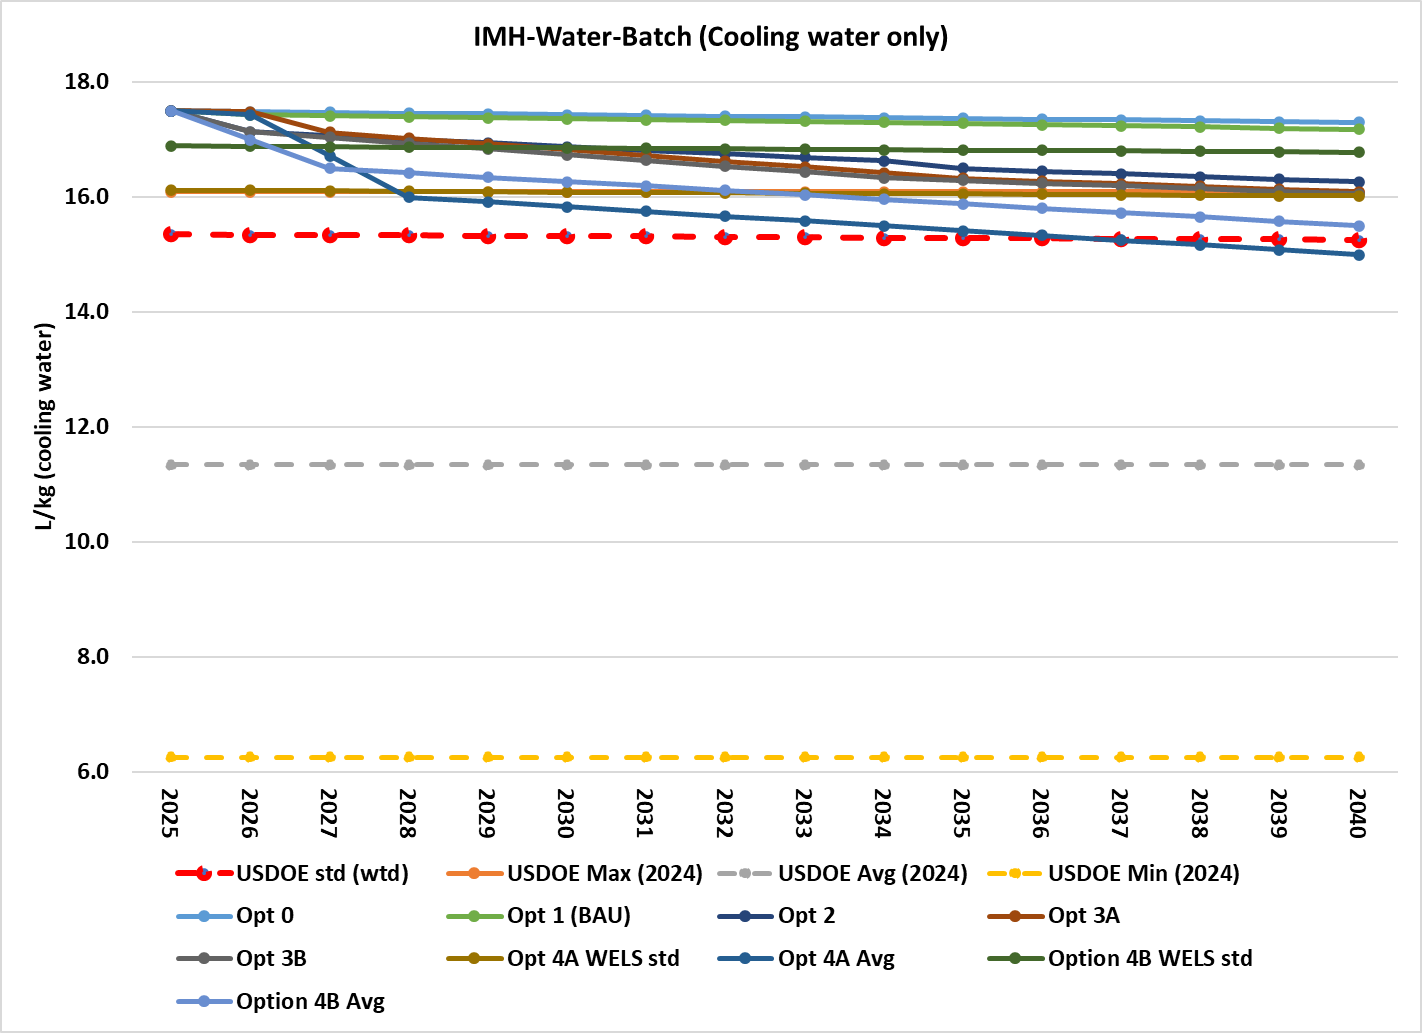 IMH-Water-Batch (Cooling water only)
L/kg (cooling water)
18.0
16.0
14.0
12.0
10.0
8.0
6.0
2025 2026 2027 2028 2029 2030 2031 2032 2033 2034 2035 2036 2037 2038 2039 2040
USDOE std (wtd) USDOE Max (2024) USDOE Avg (2024) USDOE Min (2024)
Opt 0 Opt 1 (BAU) Opt 2 Opt 3A
Opt 3B Opt 4A WELS std Opt 4A Avg Option 4B WELS std
Option 4B Avg